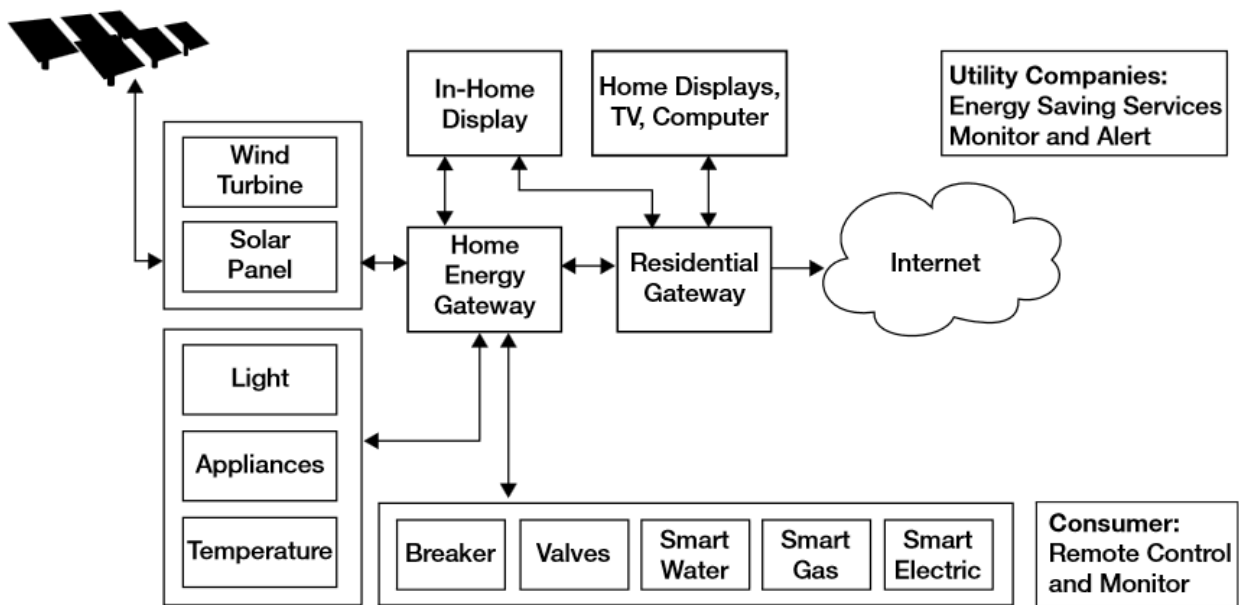 In-Home
Display
Home Displays,
TV, Computer
Utility Companies:
Energy Saving Services
Monitor and Alert
Wind
Turbine
Solar
Panel
Home
Energy
Gateway
Residential
Gateway
Internet
Light
Appliances
Temperature
Breaker
Valves
Smart
Water
Smart
Gas
Smart
Electric
Consumer:
Remote Control
and Monitor